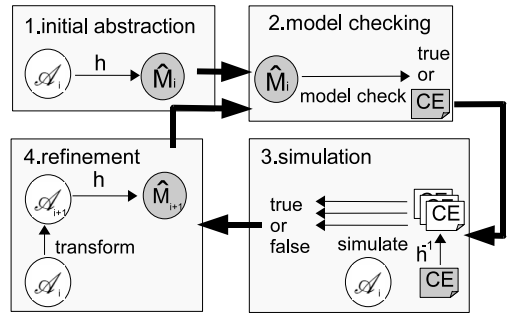 1.initial abstraction
𝒜i h M̂i
2.model checking
M̂i model check
true
or
CE
4.refinement
𝒜i+1 h M̂i+1
transform
𝒜i
3.simulation
true
or
false
CE
simulate
𝒜i
h-1
CE